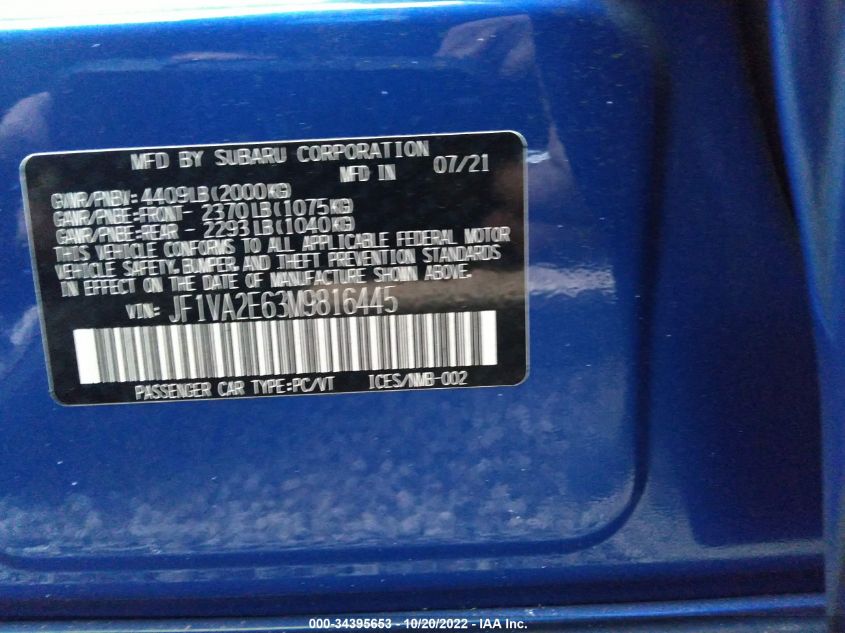 MFD BY SUBARU CORPORATION
MFD IN 07/21
GVWR/PNBV: 4409LB(2000KG)
GAWR/PNBE:FRONT- 2370LB(1075KG)
GAWR/PNBE:REAR - 2293LB(1040KG)
THIS VEHICLE CONFORMS TO ALL APPLICABLE FEDERAL MOTOR
VEHICLE SAFETY, BUMPER, AND THEFT PREVENTION STANDARDS
IN EFFECT ON THE DATE OF MANUFACTURE SHOWN ABOVE.
VIN: JF1VA2E63M9816445
PASSENGER CAR TYPE:PC/VT ICES/NMB-002
000-34395653 - 10/20/2022 - IAA Inc.